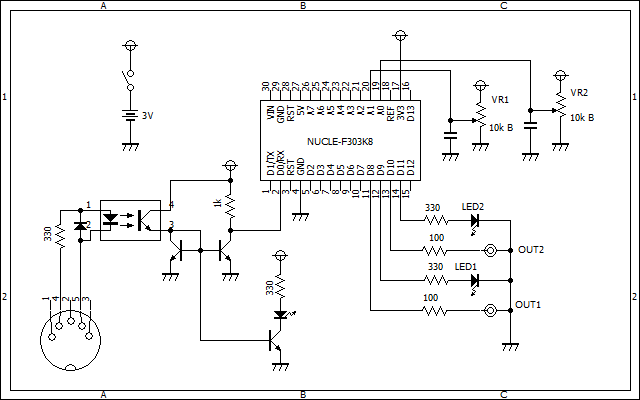 A B C
30 29 28 27 26 25 24 23 22 21 20 19 18 17 16
VIN GND RST 5V A7 A6 A5 A4 A3 A2 A1 A0 REF 3V3 D13
1 1
VR1 VR2
3V
10k B 10k B
NUCLE-F303K8
D1/TX D0/RX RST GND D2 D3 D4 D5 D6 D7 D8 D9 D10 D11 D12
1 2 3 4 5 6 7 8 9 10 11 12 13 14 15
1 4
1k
330 LED2
2 3
330
100
OUT2
330 LED1
330
100
OUT1
2 2
1 4 2 5 3
A B C